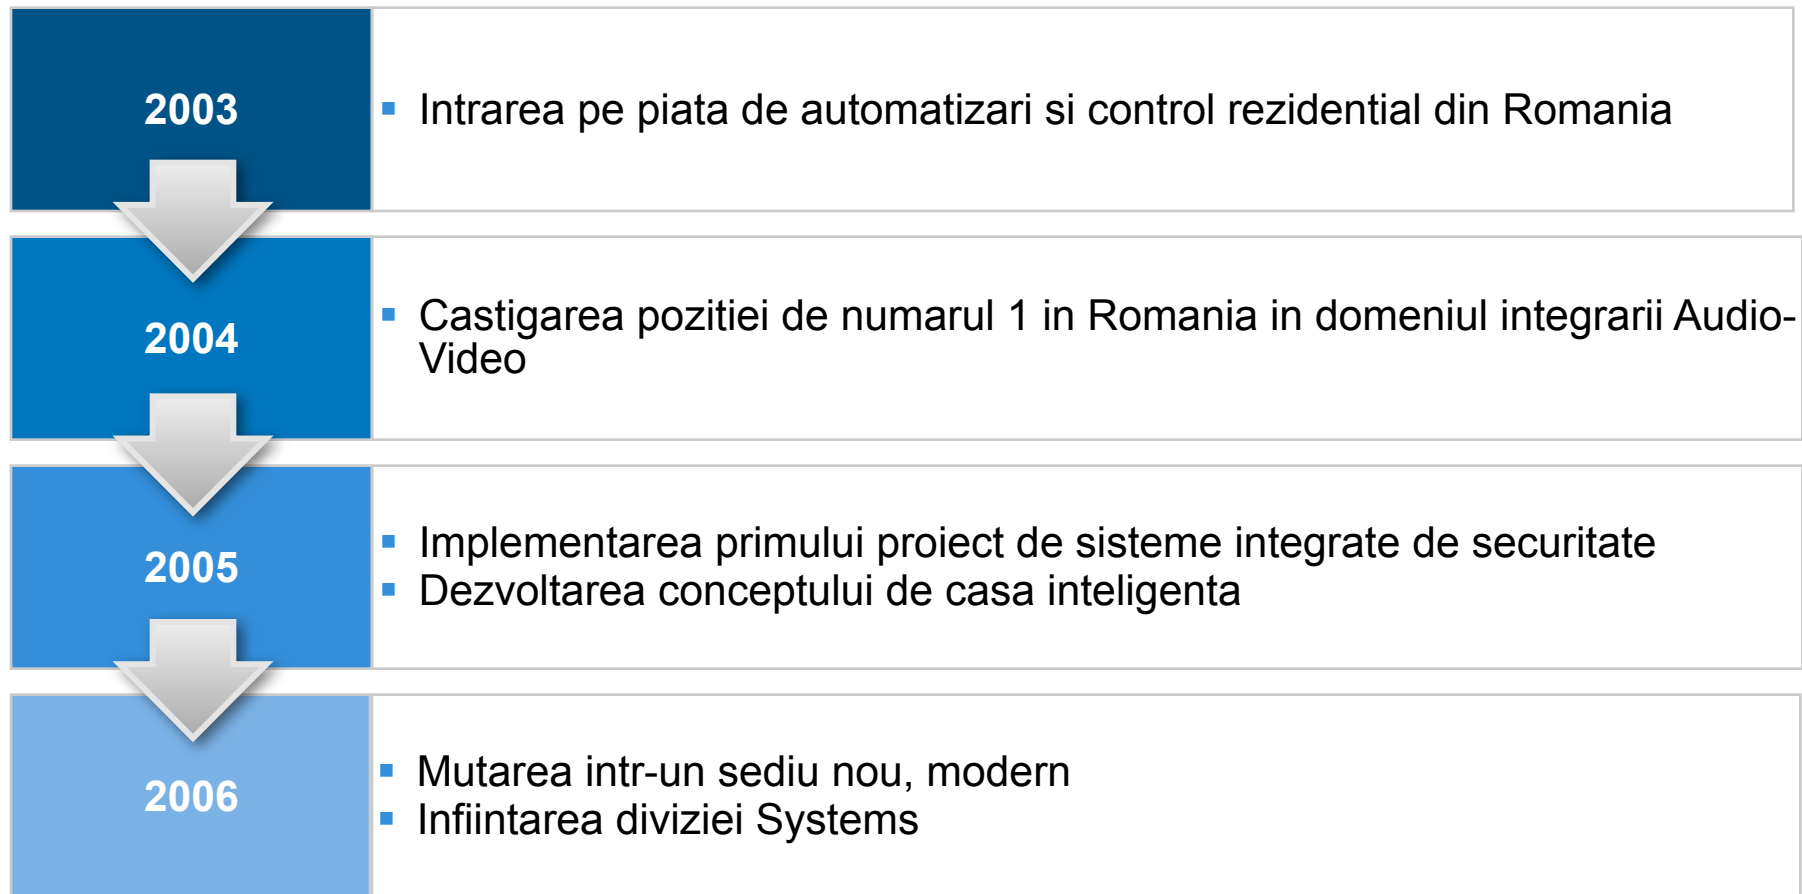 2003
Intrarea pe piata de automatizari si control rezidential din Romania
2004
Castigarea pozitiei de numarul 1 in Romania in domeniul integrarii Audio-
Video
2005
Implementarea primului proiect de sisteme integrate de securitate
Dezvoltarea conceptului de casa inteligenta
2006
Mutarea intr-un sediu nou, modern
Infiintarea diviziei Systems